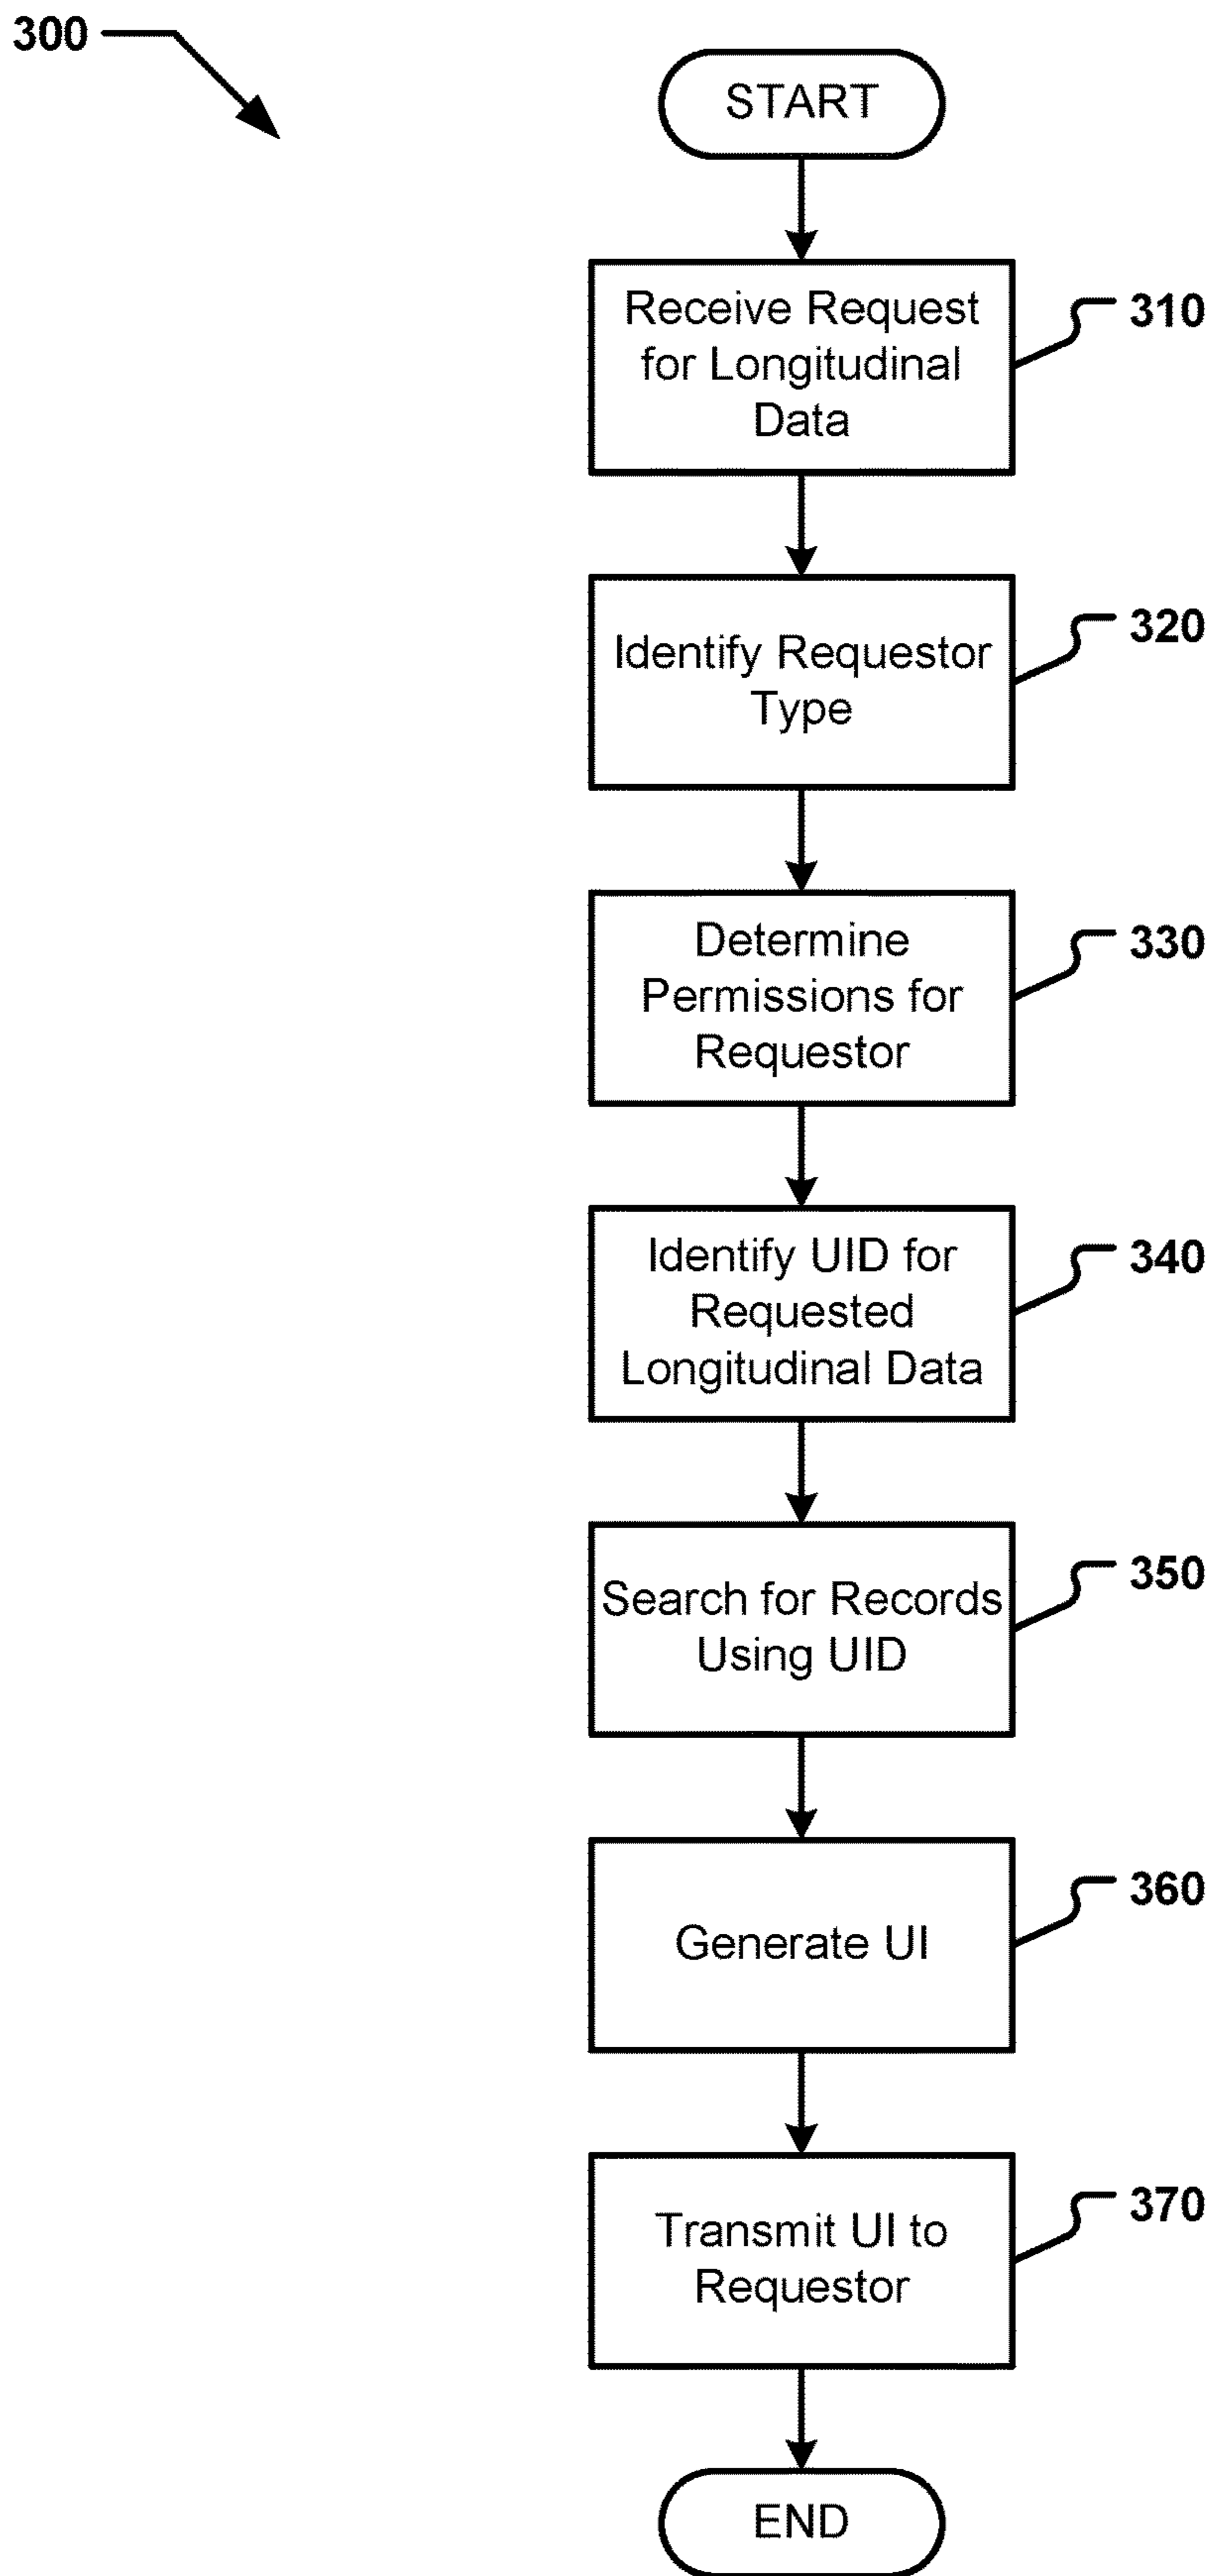 300
START
Receive Request
for Longitudinal
Data
310
Identify Requestor
Type
320
Determine
Permissions for
Requestor
330
Identify UID for
Requested
Longitudinal Data
340
Search for Records
Using UID
350
Generate UI
360
Transmit UI to
Requestor
370
END